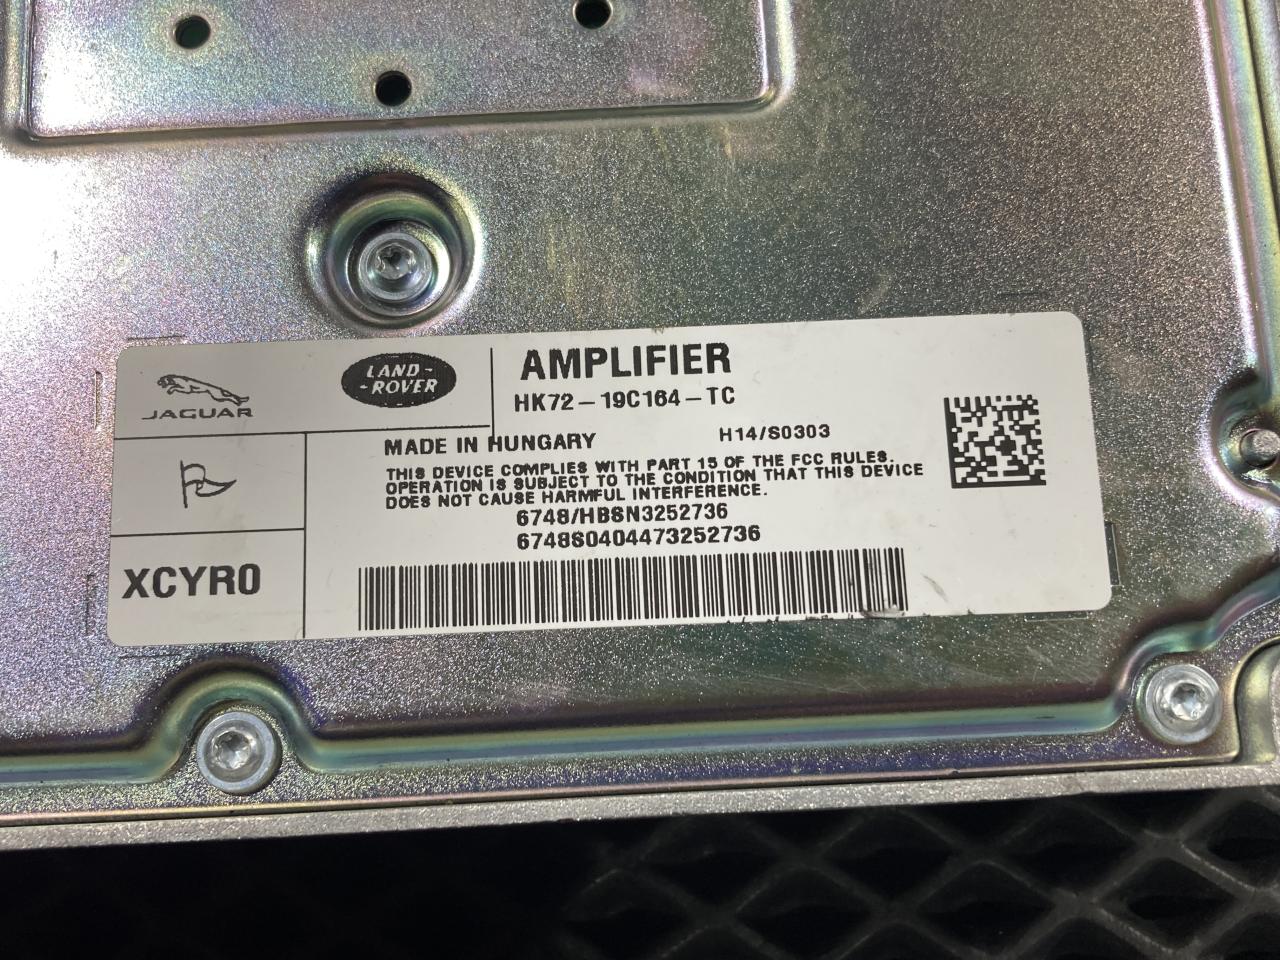 JAGUAR
LAND-
-ROVER
AMPLIFIER
HK72-19C164-TC
MADE IN HUNGARY
H14/S0303
THIS DEVICE COMPLIES WITH PART 15 OF THE FCC RULES.
OPERATION IS SUBJECT TO THE CONDITION THAT THIS DEVICE
DOES NOT CAUSE HARMFUL INTERFERENCE.
6748/HBSN3252736
6748S0404473252736
XCYR0